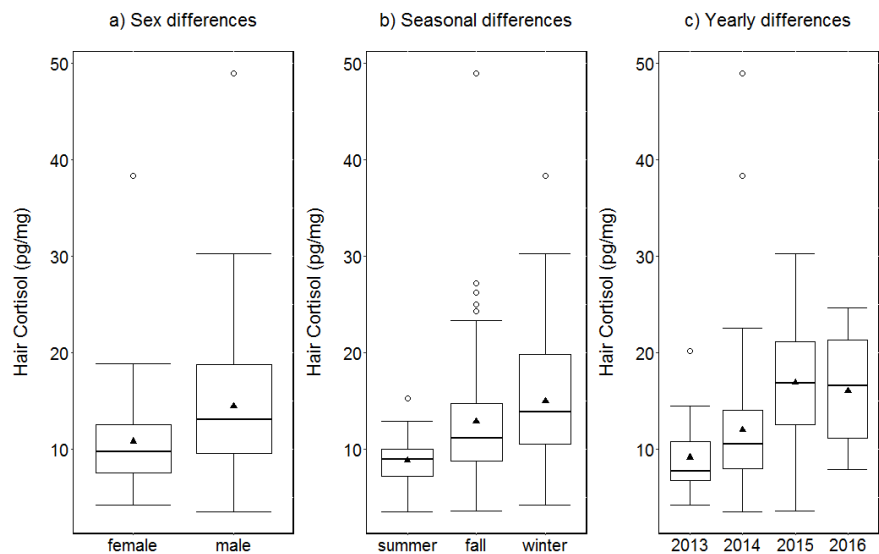 a) Sex differences
b) Seasonal differences
c) Yearly differences
Hair Cortisol (pg/mg)
50
40
30
20
10
female male
Hair Cortisol (pg/mg)
50
40
30
20
10
summer fall winter
Hair Cortisol (pg/mg)
50
40
30
20
10
2013 2014 2015 2016